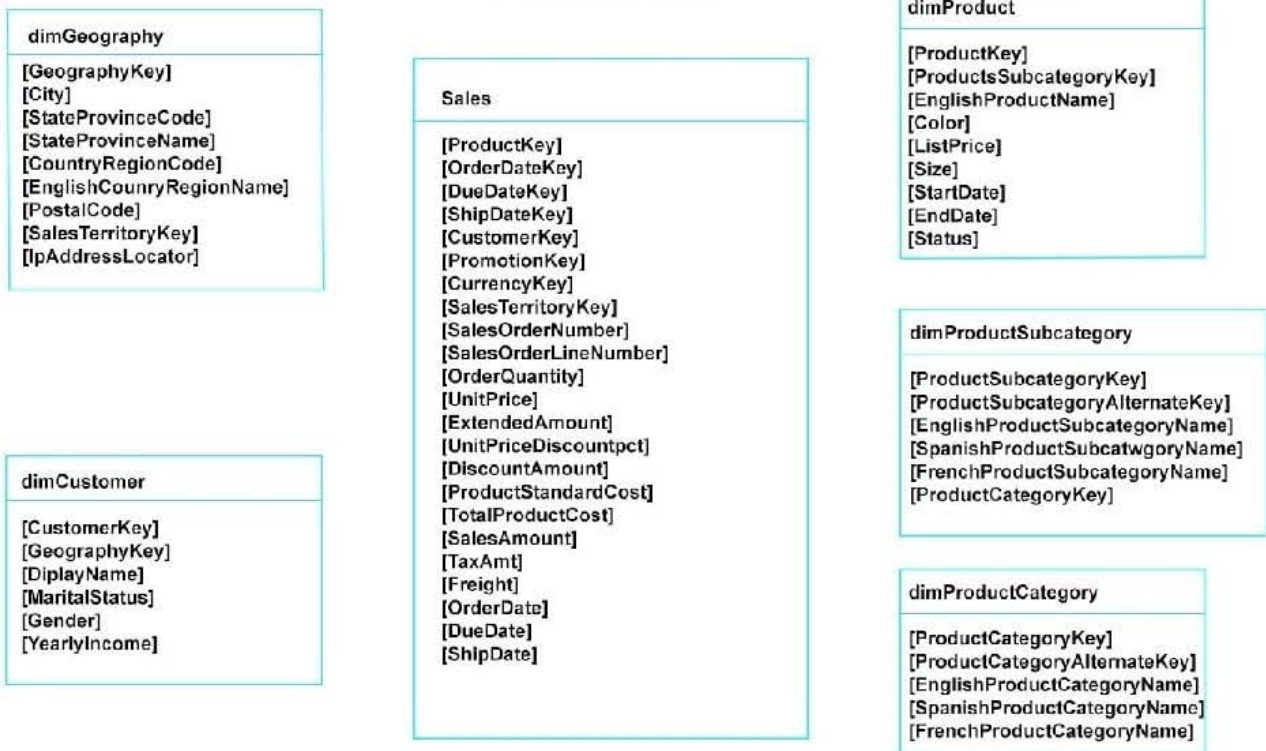 dimGeography
[GeographyKey]
[City]
[StateProvinceCode]
[StateProvinceName]
[CountryRegionCode]
[EnglishCounryRegionName]
[PostalCode]
[SalesTerritoryKey]
[IpAddressLocator]
dimCustomer
[CustomerKey]
[GeographyKey]
[DiplayName]
[MaritalStatus]
[Gender]
[YearlyIncome]
Sales
[ProductKey]
[OrderDateKey]
[DueDateKey]
[ShipDateKey]
[CustomerKey]
[PromotionKey]
[CurrencyKey]
[SalesTerritoryKey]
[SalesOrderNumber]
[SalesOrderLineNumber]
[OrderQuantity]
[UnitPrice]
[ExtendedAmount]
[UnitPriceDiscountpct]
[DiscountAmount]
[ProductStandardCost]
[TotalProductCost]
[SalesAmount]
[TaxAmt]
[Freight]
[OrderDate]
[DueDate]
[ShipDate]
dimProduct
[ProductKey]
[ProductsSubcategoryKey]
[EnglishProductName]
[Color]
[ListPrice]
[Size]
[StartDate]
[EndDate]
[Status]
dimProductSubcategory
[ProductSubcategoryKey]
[ProductSubcategoryAlternateKey]
[EnglishProductSubcategoryName]
[SpanishProductSubcatwgoryName]
[FrenchProductSubcategoryName]
[ProductCategoryKey]
dimProductCategory
[ProductCategoryKey]
[ProductCategoryAlternateKey]
[EnglishProductCategoryName]
[SpanishProductCategoryName]
[FrenchProductCategoryName]